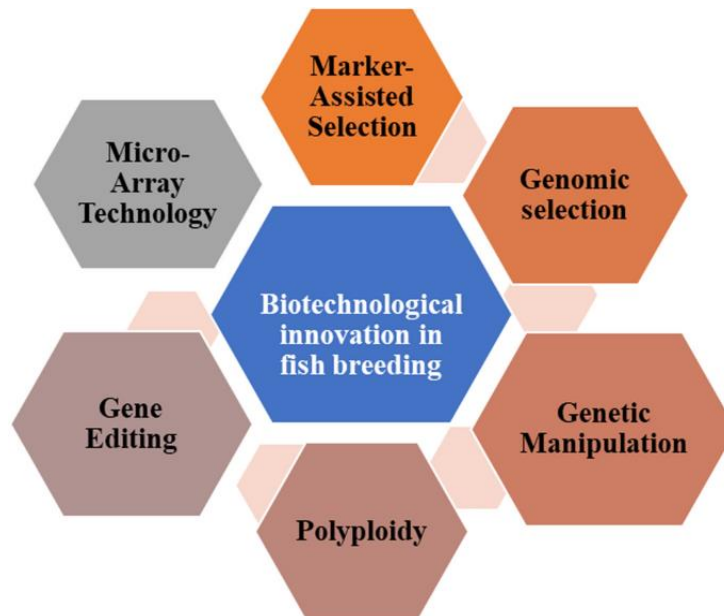 Marker-
Assisted
Selection
Micro-
Array
Technology
Genomic
selection
Biotechnological
innovation in
fish breeding
Gene
Editing
Genetic
Manipulation
Polyploidy